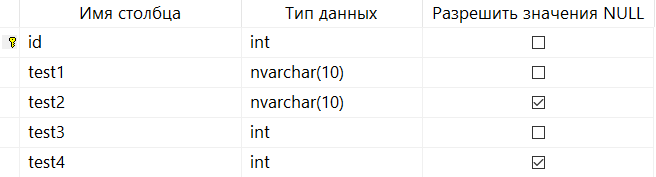 Имя столбца Тип данных Разрешить значения NULL
id int
test1 nvarchar(10)
test2 nvarchar(10)
test3 int
test4 int